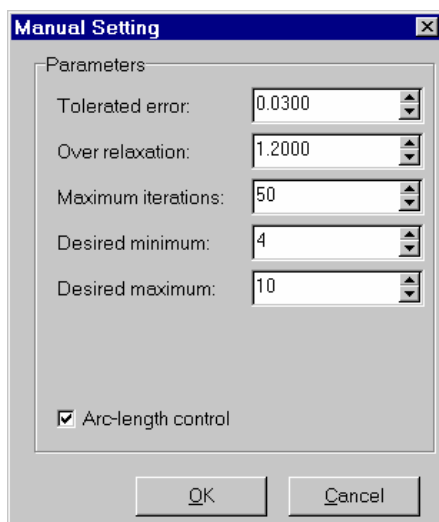 Manual Setting
Parameters
Tolerated error: 0.0300
Over relaxation: 1.2000
Maximum iterations: 50
Desired minimum: 4
Desired maximum: 10
Arc-length control
OK Cancel